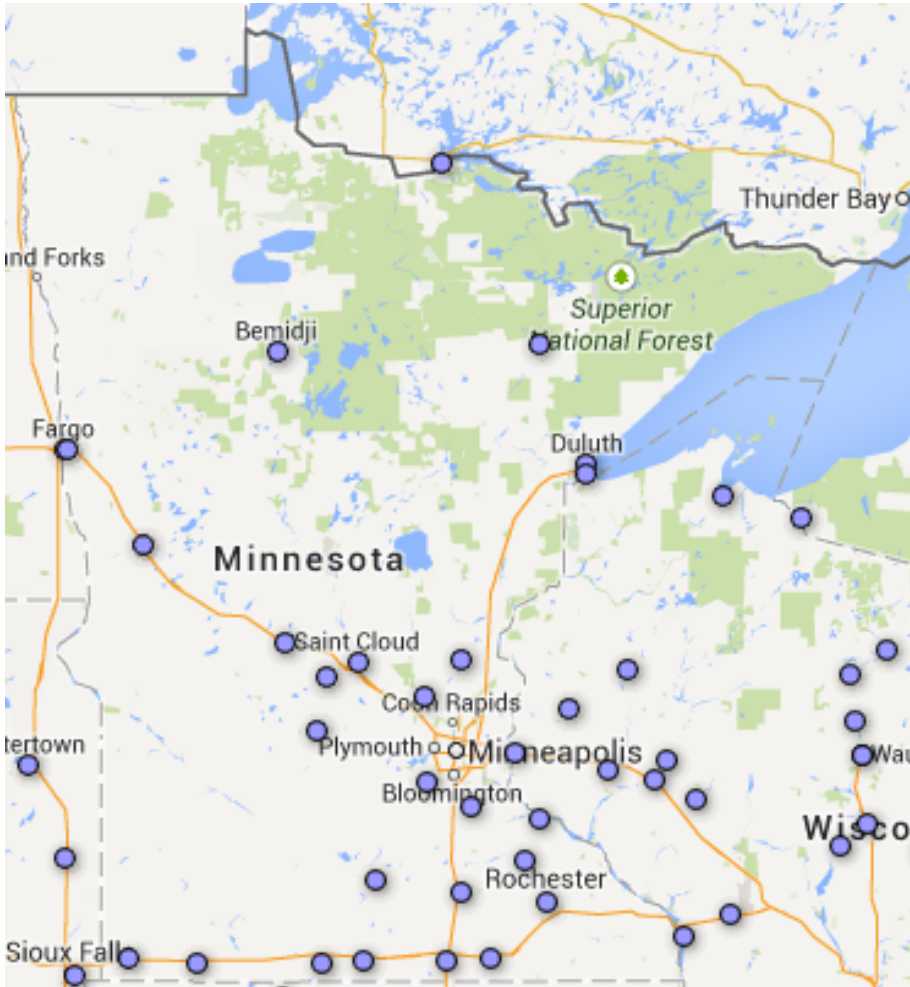 Thunder Bay
nd Forks
Superior
National Forest
Bemidji
Fargo
Duluth
Minnesota
Saint Cloud
Coon Rapids
Plymouth
Minneapolis
tertown
Wau
Bloomington
Wisco
Rochester
Sioux Fall